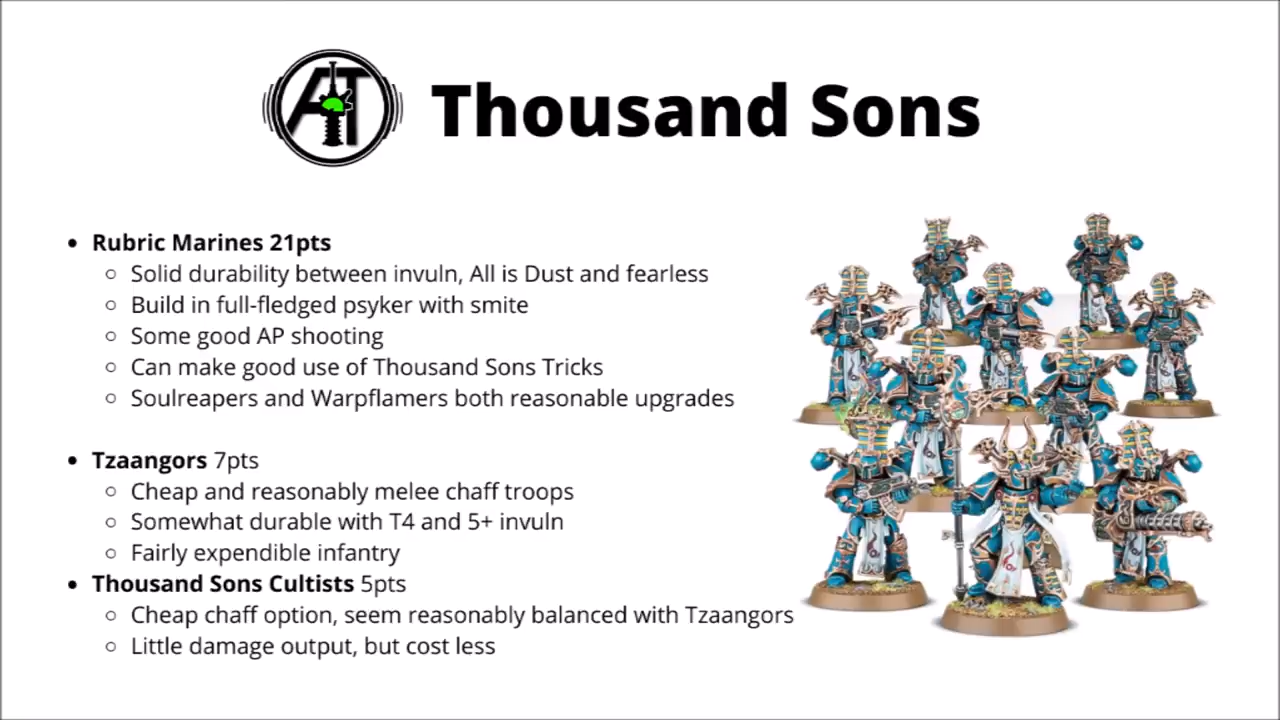 AT
Thousand Sons
• Rubric Marines 21pts
○ Solid durability between invuln, All is Dust and fearless
○ Build in full-fledged psyker with smite
○ Some good AP shooting
○ Can make good use of Thousand Sons Tricks
○ Soulreapers and Warpflamers both reasonable upgrades
• Tzaangors 7pts
○ Cheap and reasonably melee chaff troops
○ Somewhat durable with T4 and 5+ invuln
○ Fairly expendible infantry
• Thousand Sons Cultists 5pts
○ Cheap chaff option, seem reasonably balanced with Tzaangors
○ Little damage output, but cost less